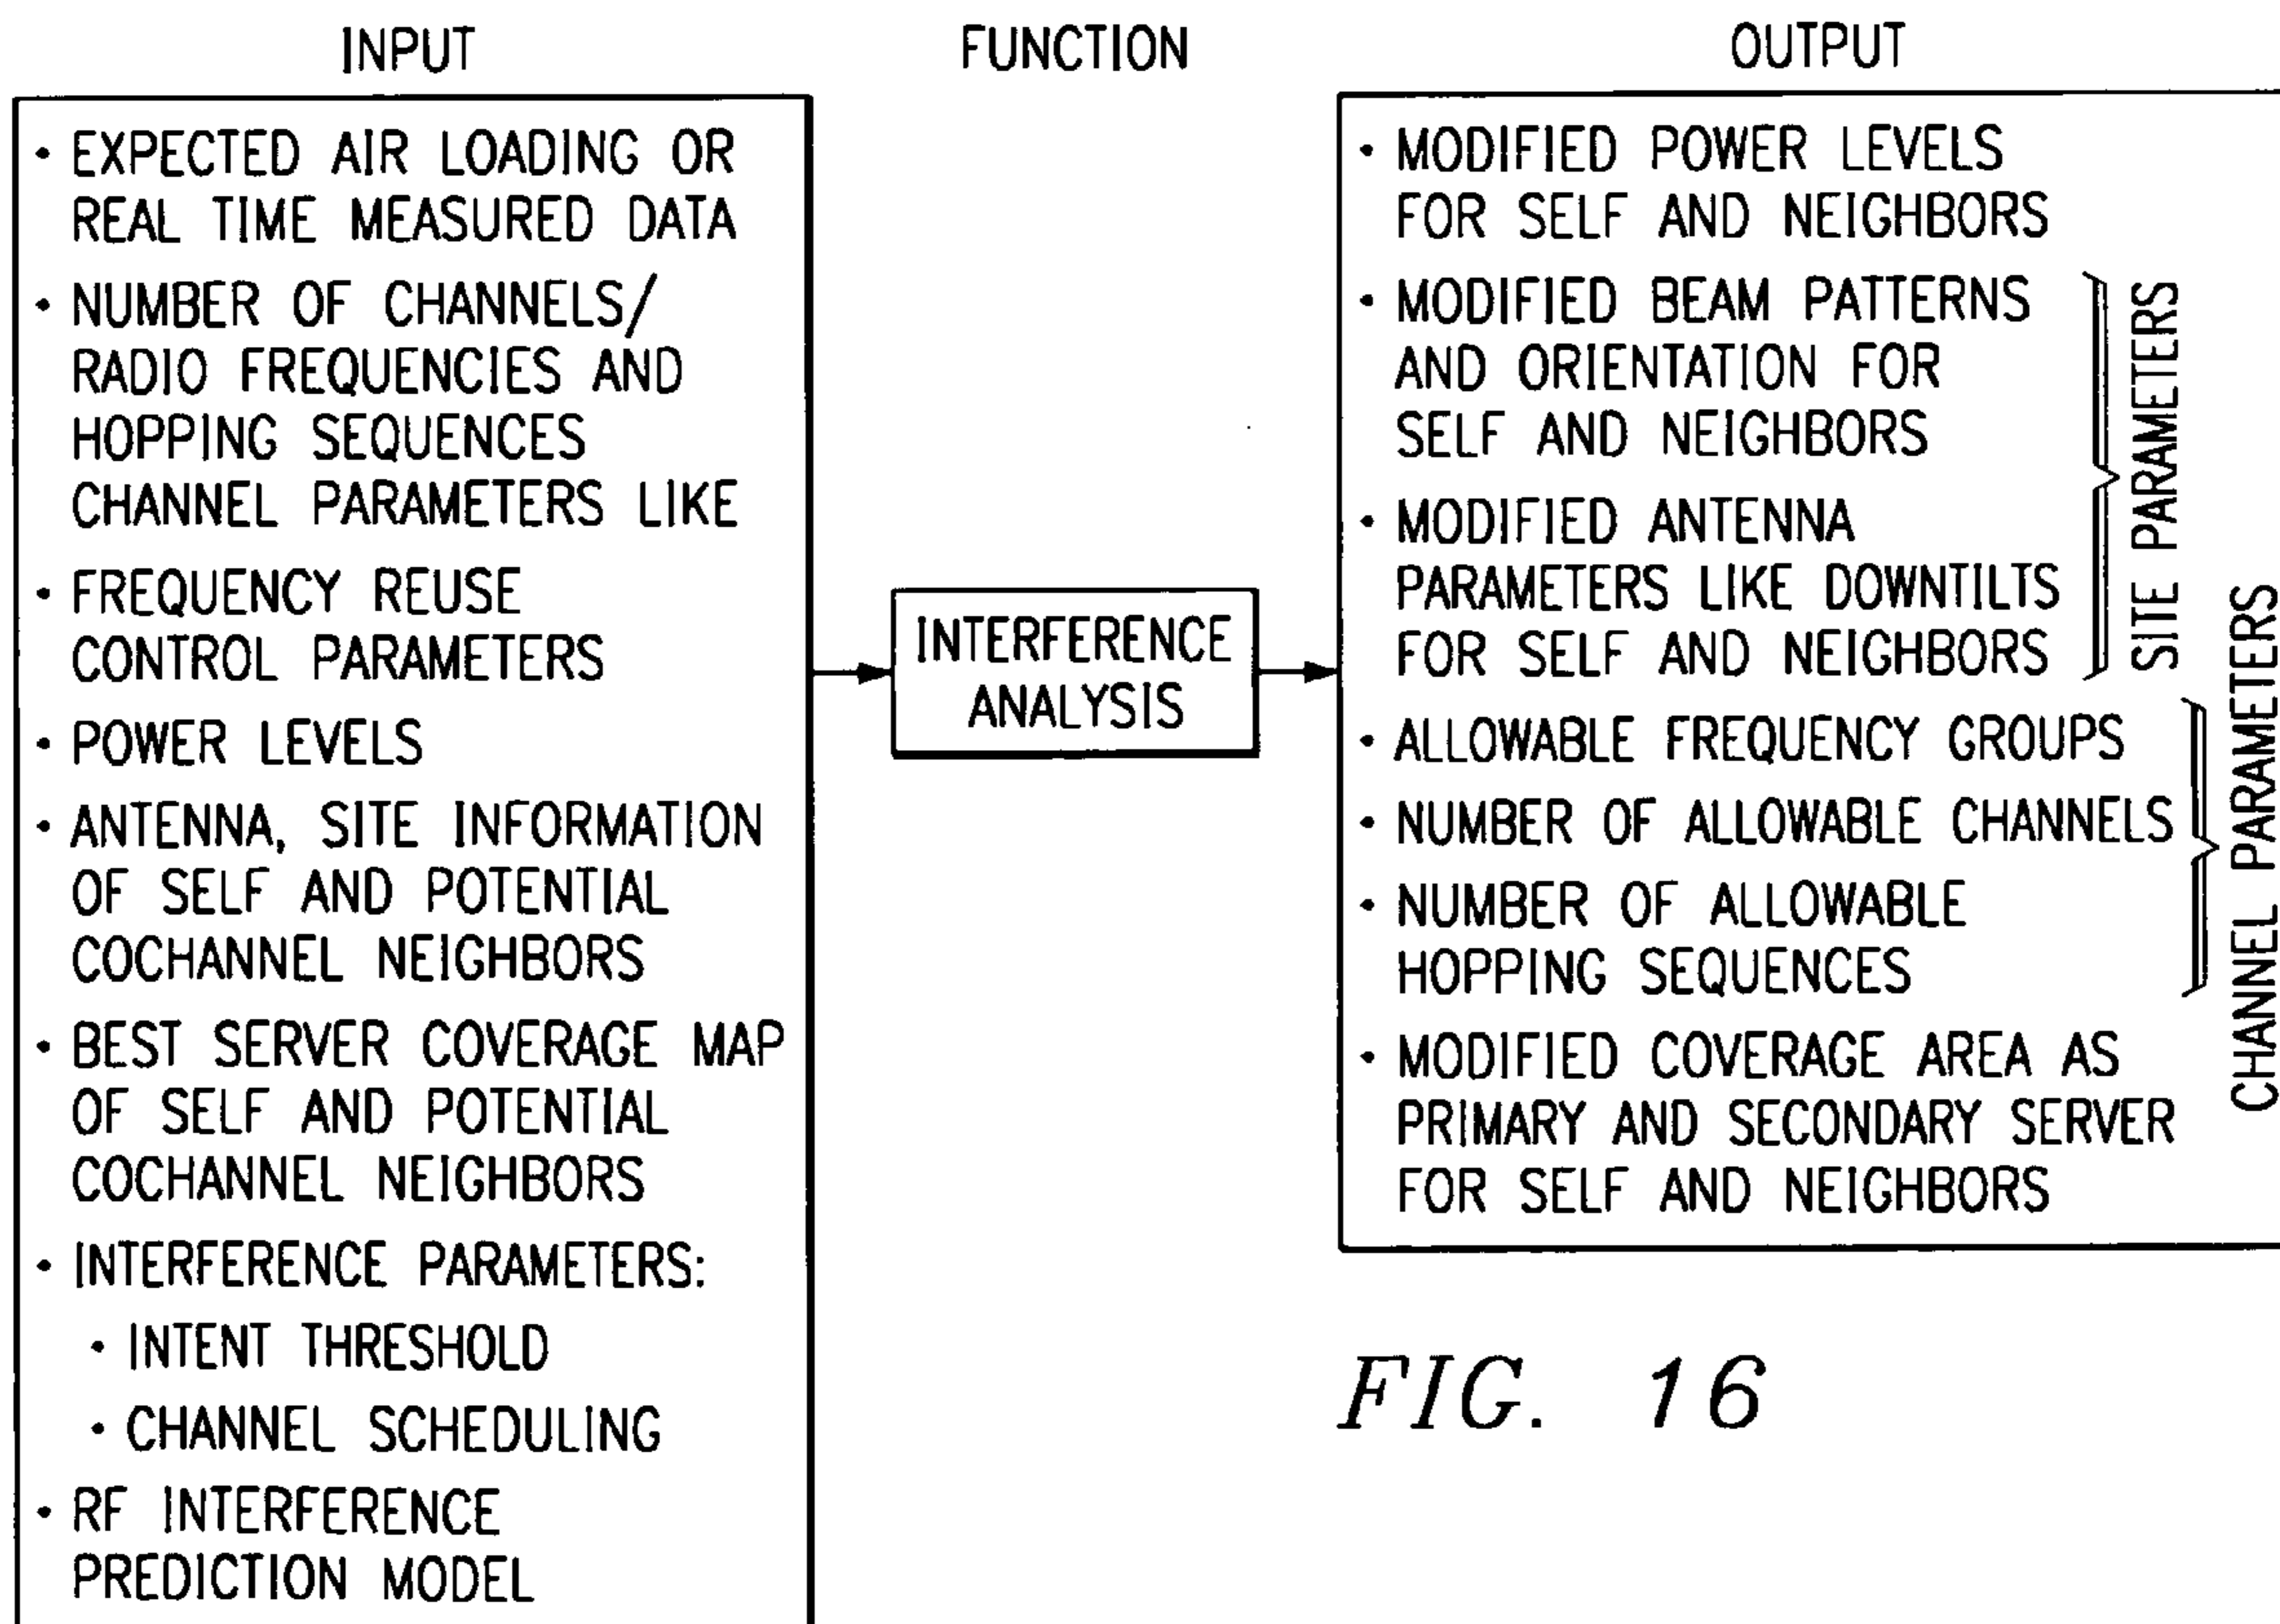 INPUT
• EXPECTED AIR LOADING OR
REAL TIME MEASURED DATA
• NUMBER OF CHANNELS/
RADIO FREQUENCIES AND
HOPPING SEQUENCES
CHANNEL PARAMETERS LIKE
• FREQUENCY REUSE
CONTROL PARAMETERS
• POWER LEVELS
• ANTENNA, SITE INFORMATION
OF SELF AND POTENTIAL
COCHANNEL NEIGHBORS
• BEST SERVER COVERAGE MAP
OF SELF AND POTENTIAL
COCHANNEL NEIGHBORS
• INTERFERENCE PARAMETERS:
• INTENT THRESHOLD
• CHANNEL SCHEDULING
• RF INTERFERENCE
PREDICTION MODEL
FUNCTION
INTERFERENCE
ANALYSIS
OUTPUT
• MODIFIED POWER LEVELS
FOR SELF AND NEIGHBORS
• MODIFIED BEAM PATTERNS
AND ORIENTATION FOR
SELF AND NEIGHBORS
• MODIFIED ANTENNA
PARAMETERS LIKE DOWNTILTS
FOR SELF AND NEIGHBORS
SITE PARAMETERS
• ALLOWABLE FREQUENCY GROUPS
• NUMBER OF ALLOWABLE CHANNELS
• NUMBER OF ALLOWABLE
HOPPING SEQUENCES
CHANNEL PARAMETERS
• MODIFIED COVERAGE AREA AS
PRIMARY AND SECONDARY SERVER
FOR SELF AND NEIGHBORS
FIG. 16